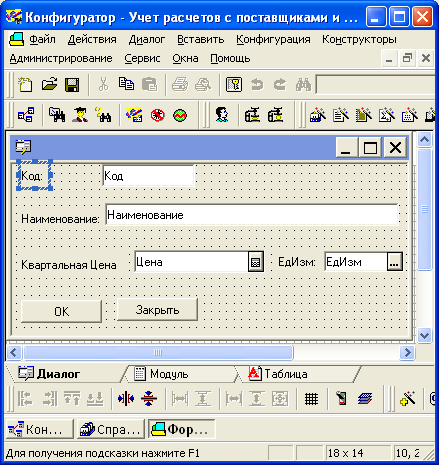 Конфигуратор - Учет расчетов с поставщиками и ...
Файл Действия Диалог Вставить Конфигурация Конструкторы
Администрирование Сервис Окна Помощь
Код: Код
Наименование: Наименование
Квартальная Цена Цена ЕдИзм: ЕдИзм ...
OK Закрыть
Диалог Модуль Таблица
Кон... Спра... Фор...
Для получения подсказки нажмите F1 18 x 14 10, 2